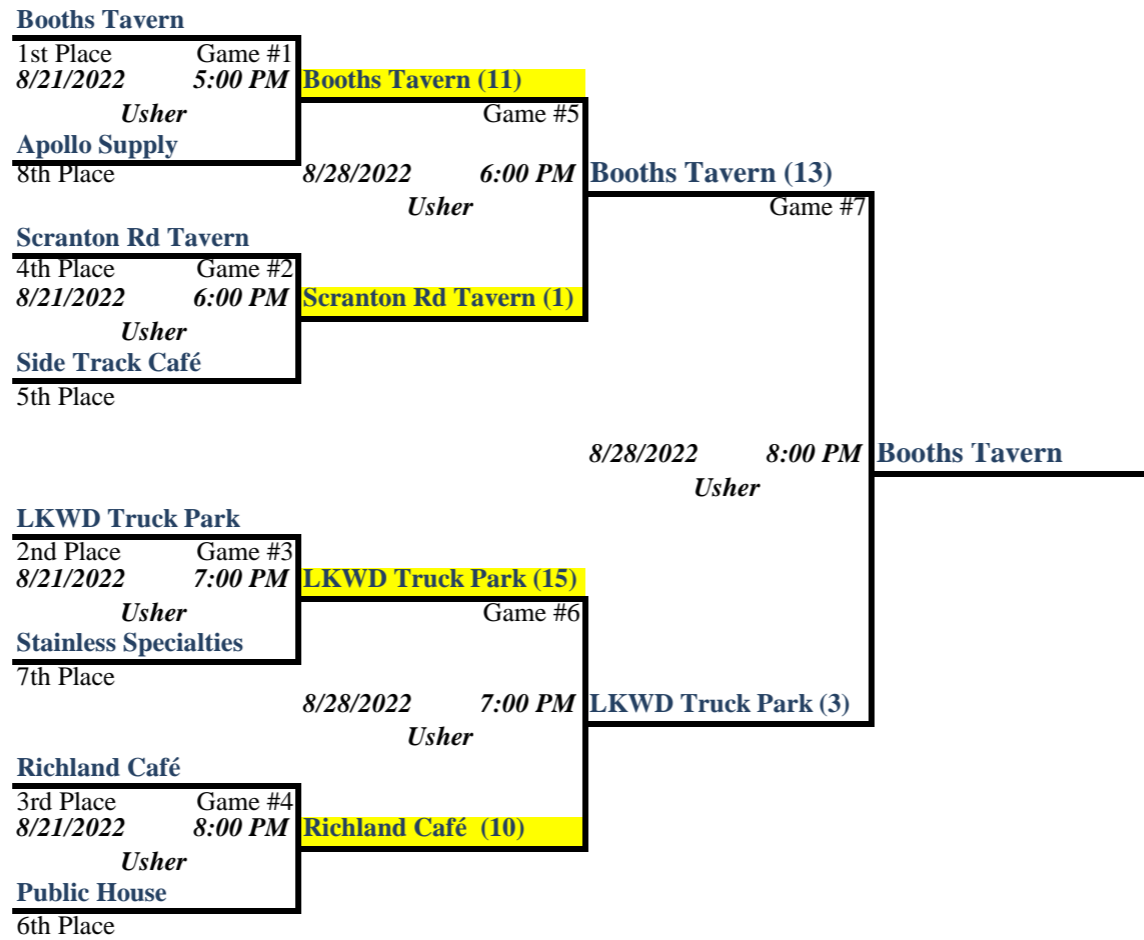 Booths Tavern
1st Place Game #1
8/21/2022 5:00 PM Booths Tavern (11)
Usher Game #5
Apollo Supply
8th Place 8/28/2022 6:00 PM Booths Tavern (13)
Usher Game #7
Scranton Rd Tavern
4th Place Game #2
8/21/2022 6:00 PM Scranton Rd Tavern (1)
Usher
Side Track Café
5th Place
8/28/2022 8:00 PM Booths Tavern
Usher
LKWD Truck Park
2nd Place Game #3
8/21/2022 7:00 PM LKWD Truck Park (15)
Usher Game #6
Stainless Specialties
7th Place
8/28/2022 7:00 PM LKWD Truck Park (3)
Usher
Richland Café
3rd Place Game #4
8/21/2022 8:00 PM Richland Café (10)
Usher
Public House
6th Place